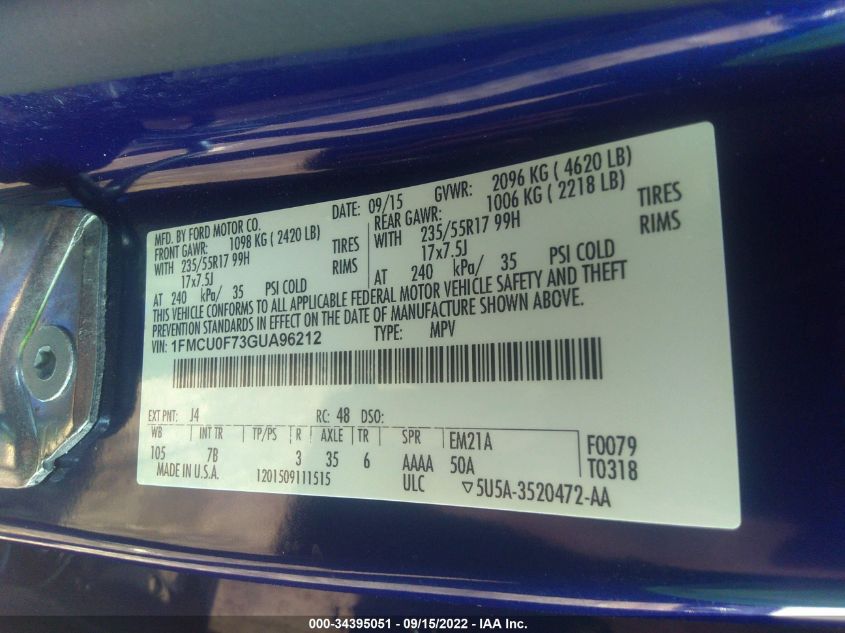 MFD. BY FORD MOTOR CO. DATE: 09/15 GVWR: 2096 KG ( 4620 LB)
FRONT GAWR: 1098 KG ( 2420 LB) REAR GAWR: 1006 KG ( 2218 LB)
WITH 235/55R17 99H TIRES WITH 235/55R17 99H TIRES
17x7.5J RIMS 17x7.5J RIMS
AT 240 kPa/ 35 PSI COLD AT 240 kPa/ 35 PSI COLD
THIS VEHICLE CONFORMS TO ALL APPLICABLE FEDERAL MOTOR VEHICLE SAFETY AND THEFT
PREVENTION STANDARDS IN EFFECT ON THE DATE OF MANUFACTURE SHOWN ABOVE.
VIN: 1FMCU0F73GUA96212 TYPE: MPV
EXT PNT: J4 RC: 48 DSO:
WB INT TR TP/PS R AXLE TR SPR EM21A F0079
105 7B 3 35 6 AAAA 50A T0318
MADE IN U.S.A. 1201509111515 ULC ▽5U5A-3520472-AA
000-34395051 - 09/15/2022 - IAA Inc.